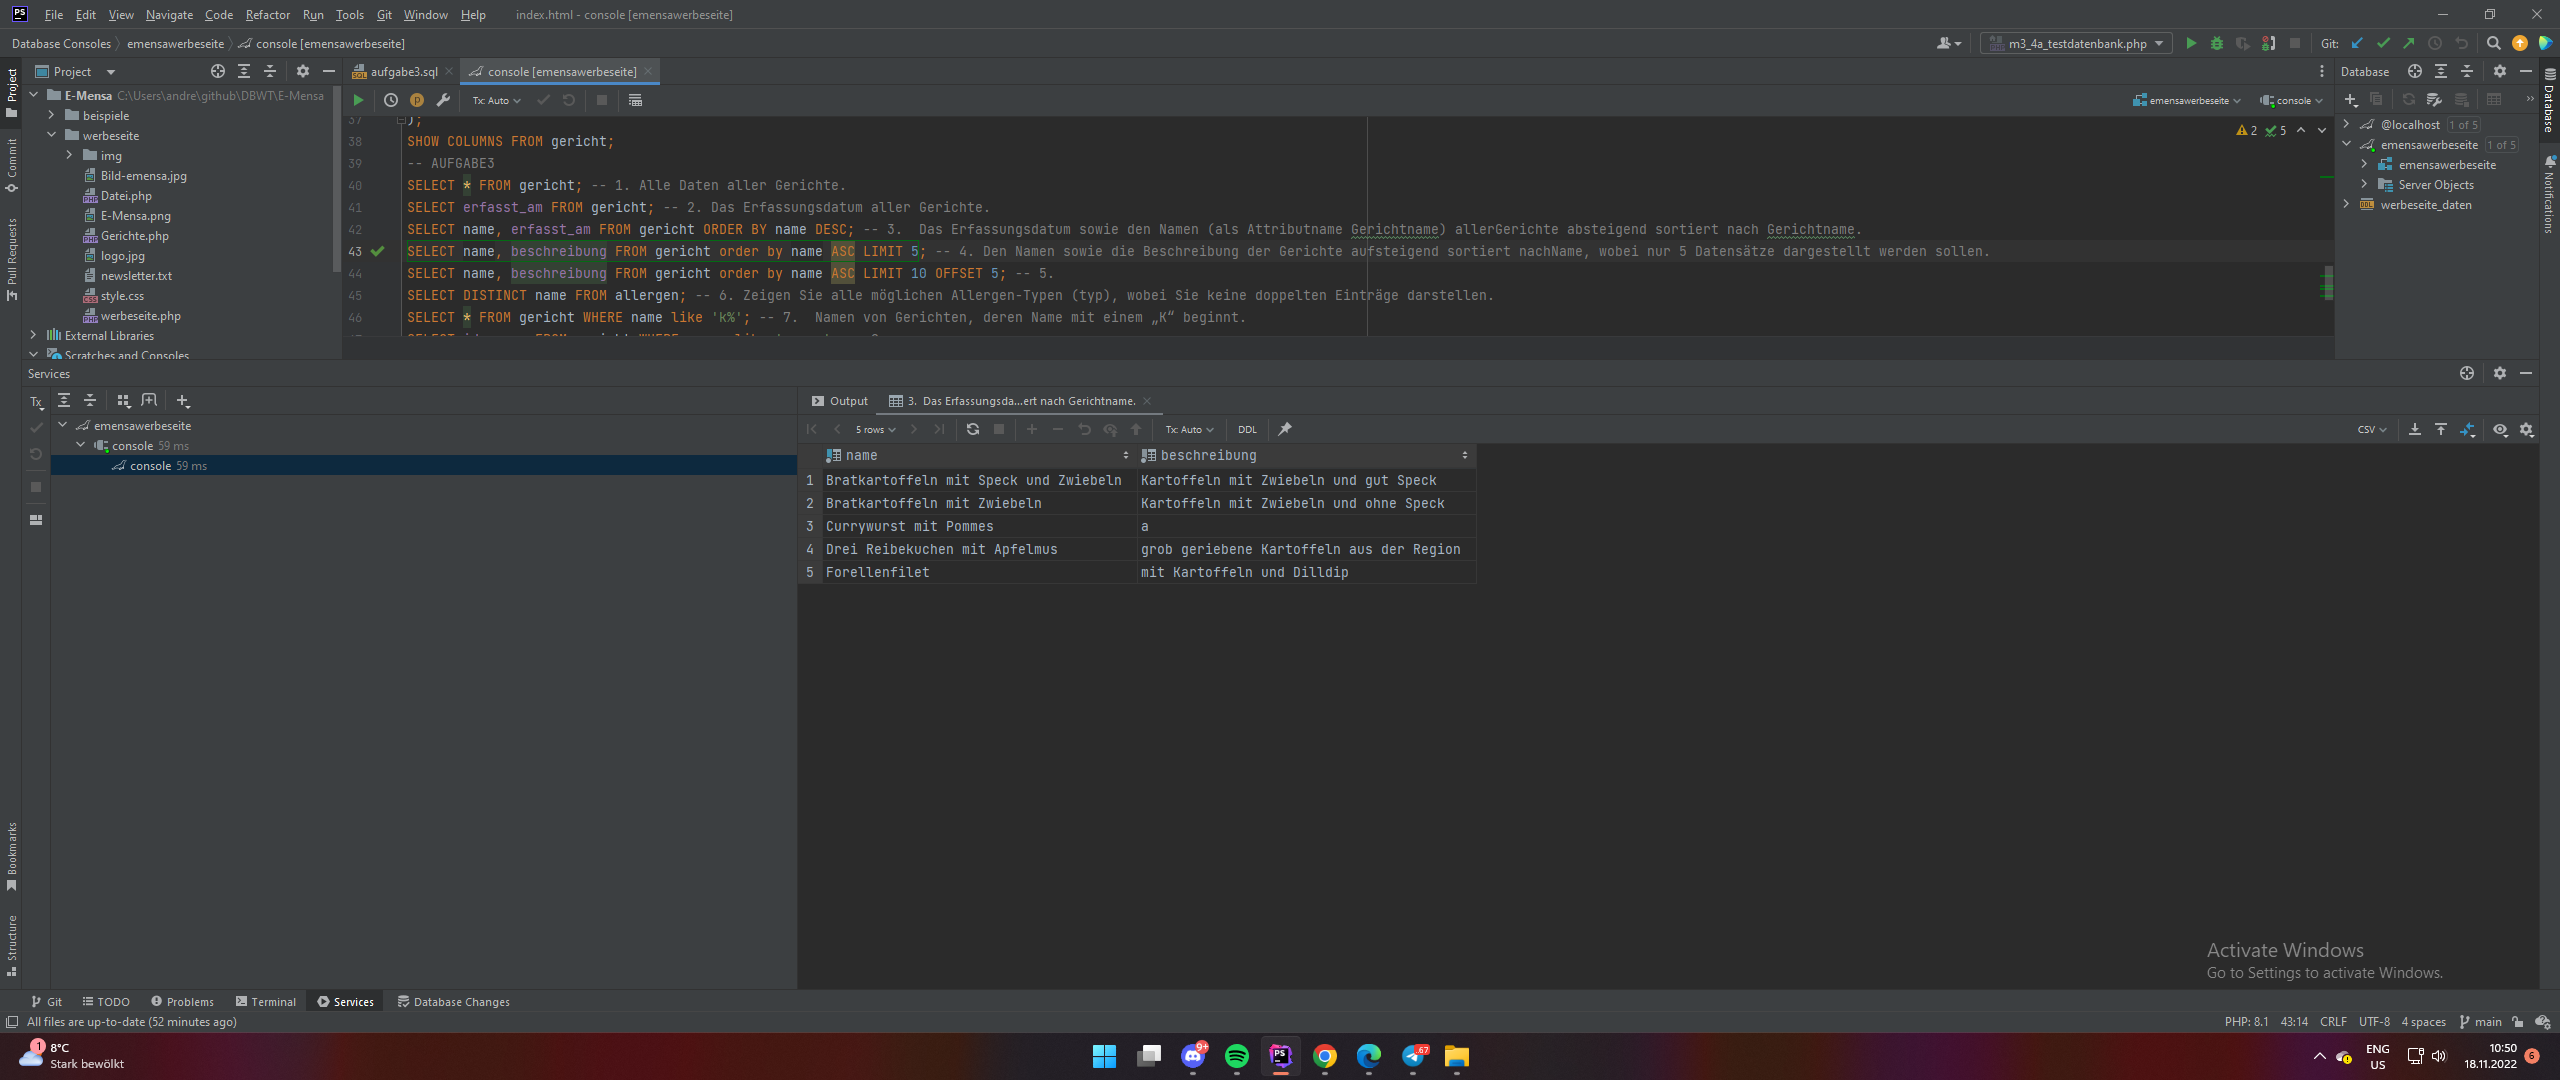 File Edit View Navigate Code Refactor Run Tools Git Window Help index.html - console [emensawerbeseite]
Database Consoles emensawerbeseite console [emensawerbeseite] m3_4a_testdatenbank.php Git:
Project aufgabe3.sql console [emensawerbeseite] Database
Tx: Auto emensawerbeseite console
E-Mensa C:\Users\andre\github\DBWT\E-Mensa
beispiele
werbeseite
img
Bild-emensa.jpg
Datei.php
E-Mensa.png
Gerichte.php
logo.jpg
newsletter.txt
style.css
werbeseite.php
External Libraries
Scratches and Consoles
37 );
38 SHOW COLUMNS FROM gericht;
39 -- AUFGABE3
40 SELECT * FROM gericht; -- 1. Alle Daten aller Gerichte.
41 SELECT erfasst_am FROM gericht; -- 2. Das Erfassungsdatum aller Gerichte.
42 SELECT name, erfasst_am FROM gericht ORDER BY name DESC; -- 3.  Das Erfassungsdatum sowie den Namen (als Attributname Gerichtname) allerGerichte absteigend sortiert nach Gerichtname.
43 SELECT name, beschreibung FROM gericht order by name ASC LIMIT 5; -- 4. Den Namen sowie die Beschreibung der Gerichte aufsteigend sortiert nachName, wobei nur 5 Datensätze dargestellt werden sollen.
44 SELECT name, beschreibung FROM gericht order by name ASC LIMIT 10 OFFSET 5; -- 5.
45 SELECT DISTINCT name FROM allergen; -- 6. Zeigen Sie alle möglichen Allergen-Typen (typ), wobei Sie keine doppelten Einträge darstellen.
46 SELECT * FROM gericht WHERE name like 'k%'; -- 7.  Namen von Gerichten, deren Name mit einem „K“ beginnt.
2 5
@localhost 1 of 5
emensawerbeseite 1 of 5
emensawerbeseite
Server Objects
werbeseite_daten
Project
Commit
Pull Requests
Bookmarks
Structure
Database
Notifications
Services
Tx
emensawerbeseite
console 59 ms
console 59 ms
Output 3.  Das Erfassungsda...ert nach Gerichtname.
5 rows Tx: Auto DDL CSV
name beschreibung
1 Bratkartoffeln mit Speck und Zwiebeln Kartoffeln mit Zwiebeln und gut Speck
2 Bratkartoffeln mit Zwiebeln Kartoffeln mit Zwiebeln und ohne Speck
3 Currywurst mit Pommes a
4 Drei Reibekuchen mit Apfelmus grob geriebene Kartoffeln aus der Region
5 Forellenfilet mit Kartoffeln und Dilldip
Activate Windows
Go to Settings to activate Windows.
Git TODO Problems Terminal Services Database Changes
All files are up-to-date (52 minutes ago) PHP: 8.1 43:14 CRLF UTF-8 4 spaces main
1 8°C
Stark bewölkt
9+ PS 67
ENG
US
10:50
18.11.2022
6